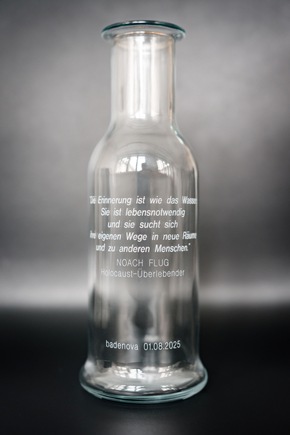 "Die Erinnerung ist wie das Wasser:
Sie ist lebensnotwendig
und sie sucht sich
ihre eigenen Wege in neue Räume
und zu anderen Menschen."
NOACH FLUG
Holocaust-Überlebender
badenova 01.08.2025